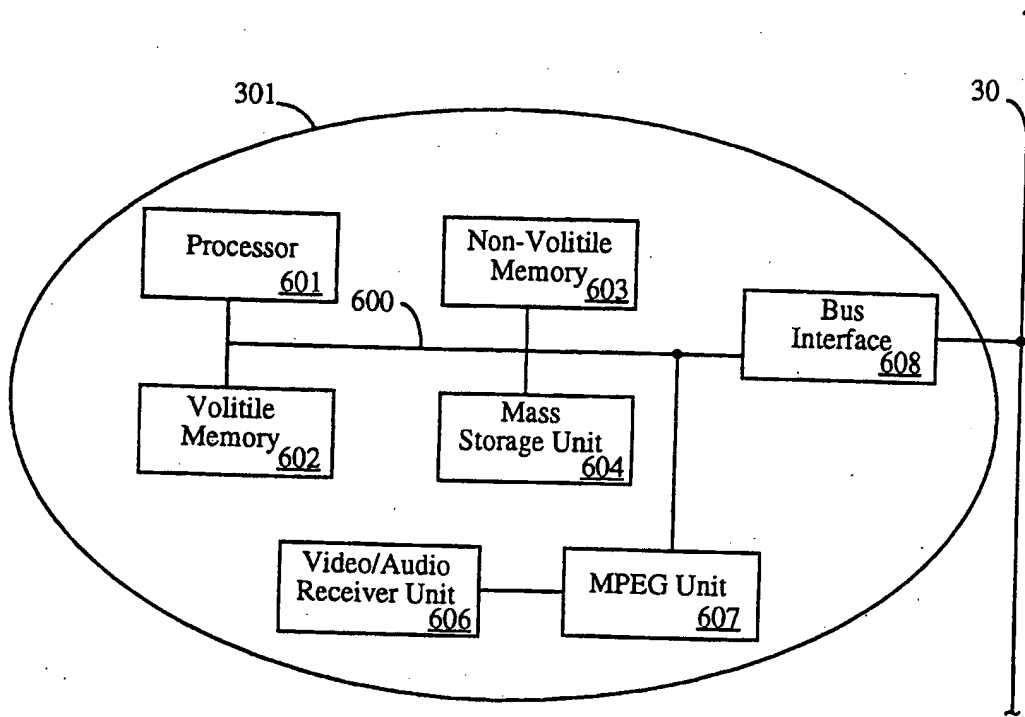 301
30
Processor
601
Non-Volitile
Memory
603
600
Bus
Interface
608
Volitile
Memory
602
Mass
Storage Unit
604
Video/Audio
Receiver Unit
606
MPEG Unit
607